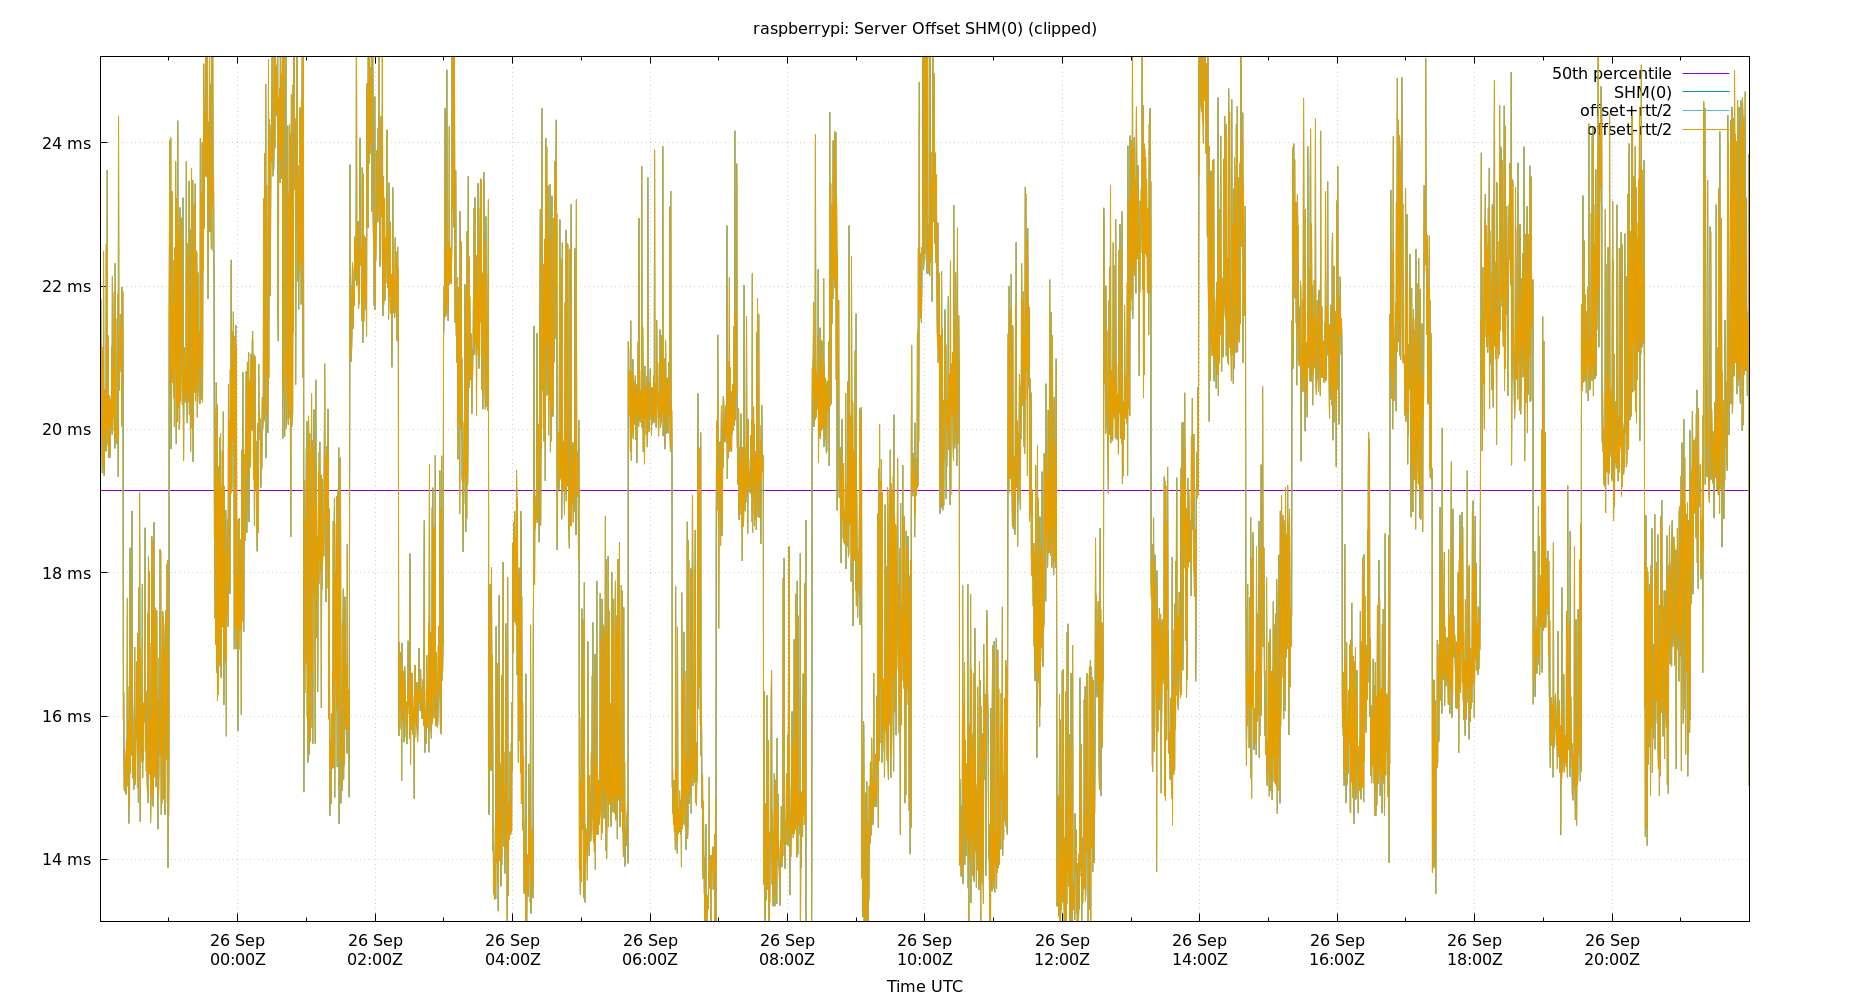 raspberrypi: Server Offset SHM(0) (clipped)
50th percentile
SHM(0)
offset+rtt/2
offset-rtt/2
24 ms
22 ms
20 ms
18 ms
16 ms
14 ms
26 Sep
00:00Z
26 Sep
02:00Z
26 Sep
04:00Z
26 Sep
06:00Z
26 Sep
08:00Z
26 Sep
10:00Z
26 Sep
12:00Z
26 Sep
14:00Z
26 Sep
16:00Z
26 Sep
18:00Z
26 Sep
20:00Z
Time UTC